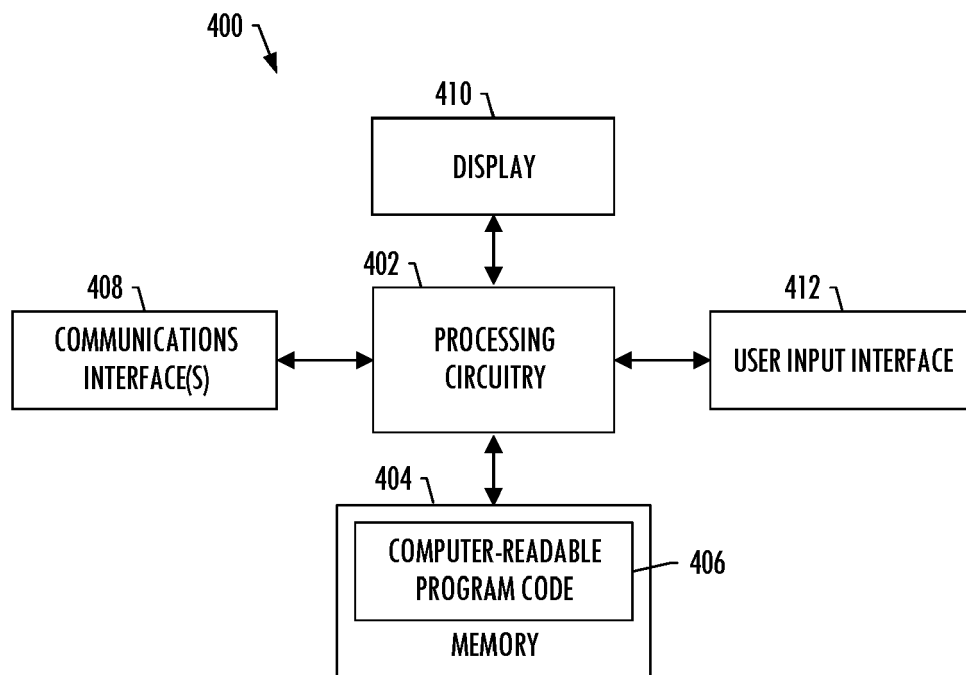 400
410
DISPLAY
402
408
412
COMMUNICATIONS
INTERFACE(S)
PROCESSING
CIRCUITRY
USER INPUT INTERFACE
404
COMPUTER-READABLE
PROGRAM CODE
406
MEMORY